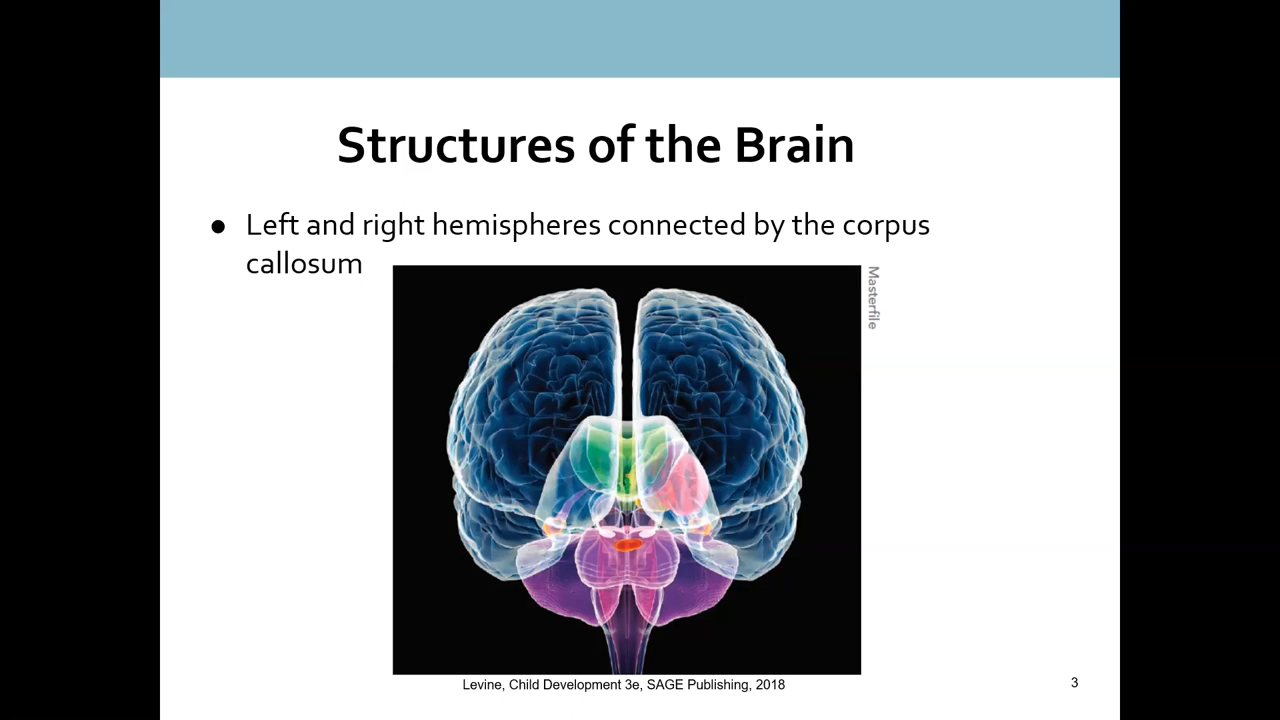 Structures of the Brain
● Left and right hemispheres connected by the corpus
callosum
Masterfile
Levine, Child Development 3e, SAGE Publishing, 2018
3